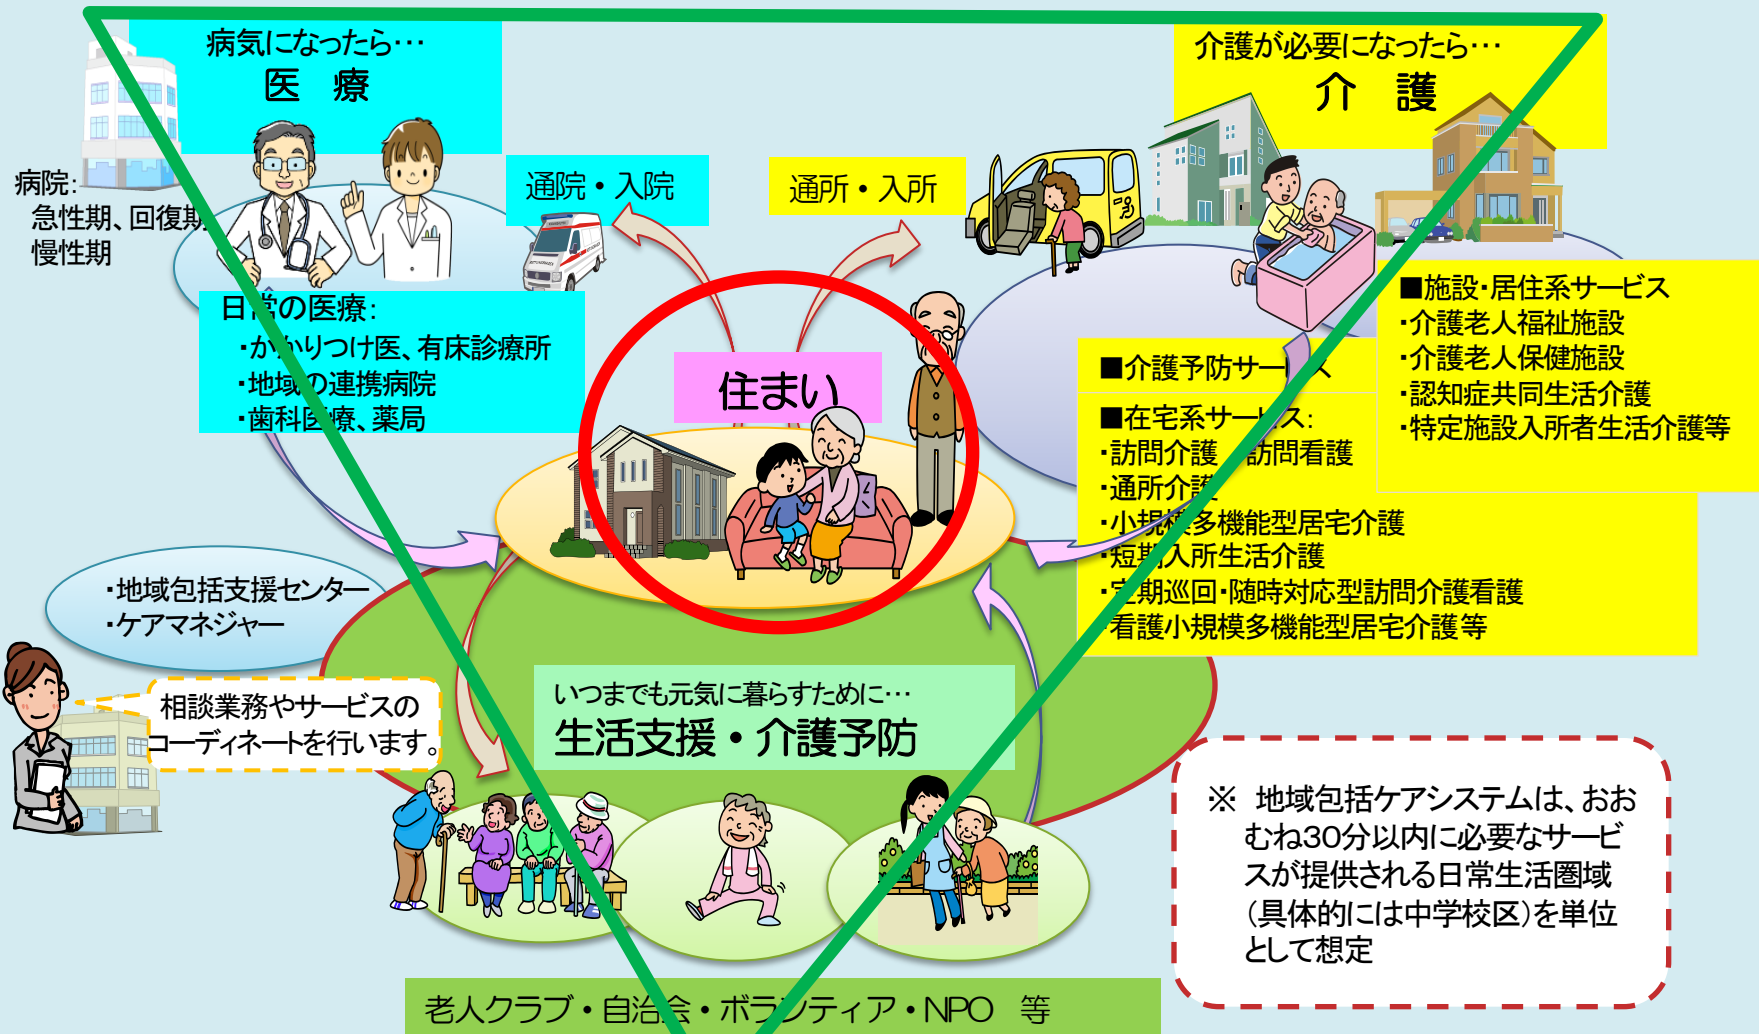 病気になったら…
医 療
介護が必要になったら…
介 護
病院：
急性期、回復期
慢性期
通院・入院
通所・入所
日常の医療：
・かかりつけ医、有床診療所
・地域の連携病院
・歯科医療、薬局
住まい
■施設・居住系サービス
・介護老人福祉施設
・介護老人保健施設
・認知症共同生活介護
・特定施設入所者生活介護等
■介護予防サービス
■在宅系サービス：
・訪問介護 ・訪問看護
・通所介護
・小規模多機能型居宅介護
・短期入所生活介護
・定期巡回・随時対応型訪問介護看護
・看護小規模多機能型居宅介護等
・地域包括支援センター
・ケアマネジャー
相談業務やサービスの
コーディネートを行います。
いつまでも元気に暮らすために…
生活支援・介護予防
※ 地域包括ケアシステムは、おお
むね30分以内に必要なサービ
スが提供される日常生活圏域
（具体的には中学校区）を単位
として想定
老人クラブ・自治会・ボランティア・NPO 等